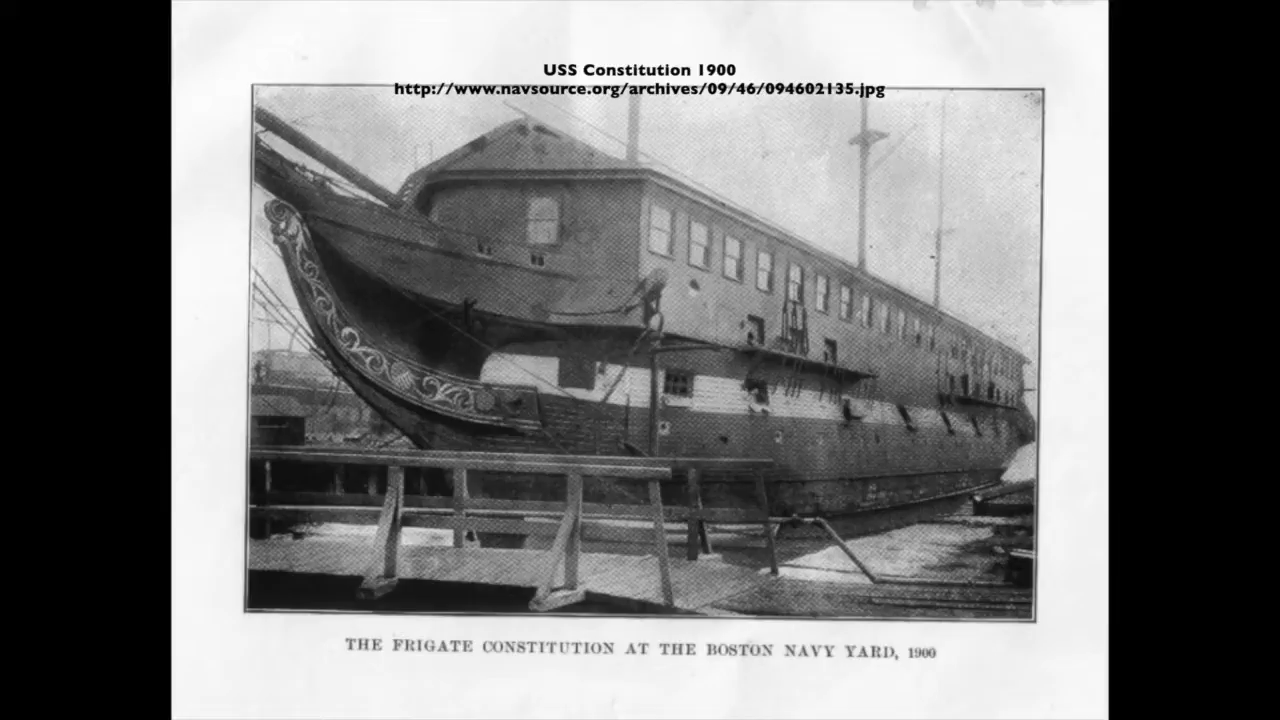 USS Constitution 1900
http://www.navsource.org/archives/09/46/094602135.jpg
THE FRIGATE CONSTITUTION AT THE BOSTON NAVY YARD, 1900